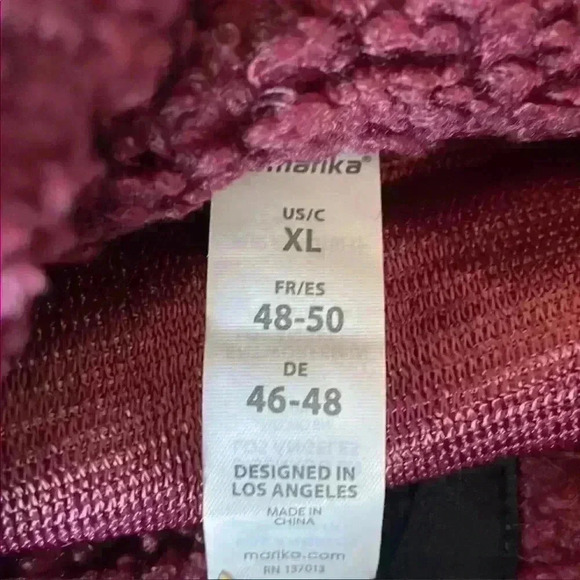 marika®
US/C
XL
FR/ES
48-50
DE
46-48
DESIGNED IN
LOS ANGELES
MADE IN
CHINA
marika.com
RN 137013